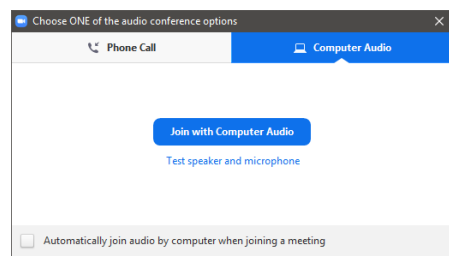 Choose ONE of the audio conference options
Phone Call
Computer Audio
Join with Computer Audio
Test speaker and microphone
Automatically join audio by computer when joining a meeting